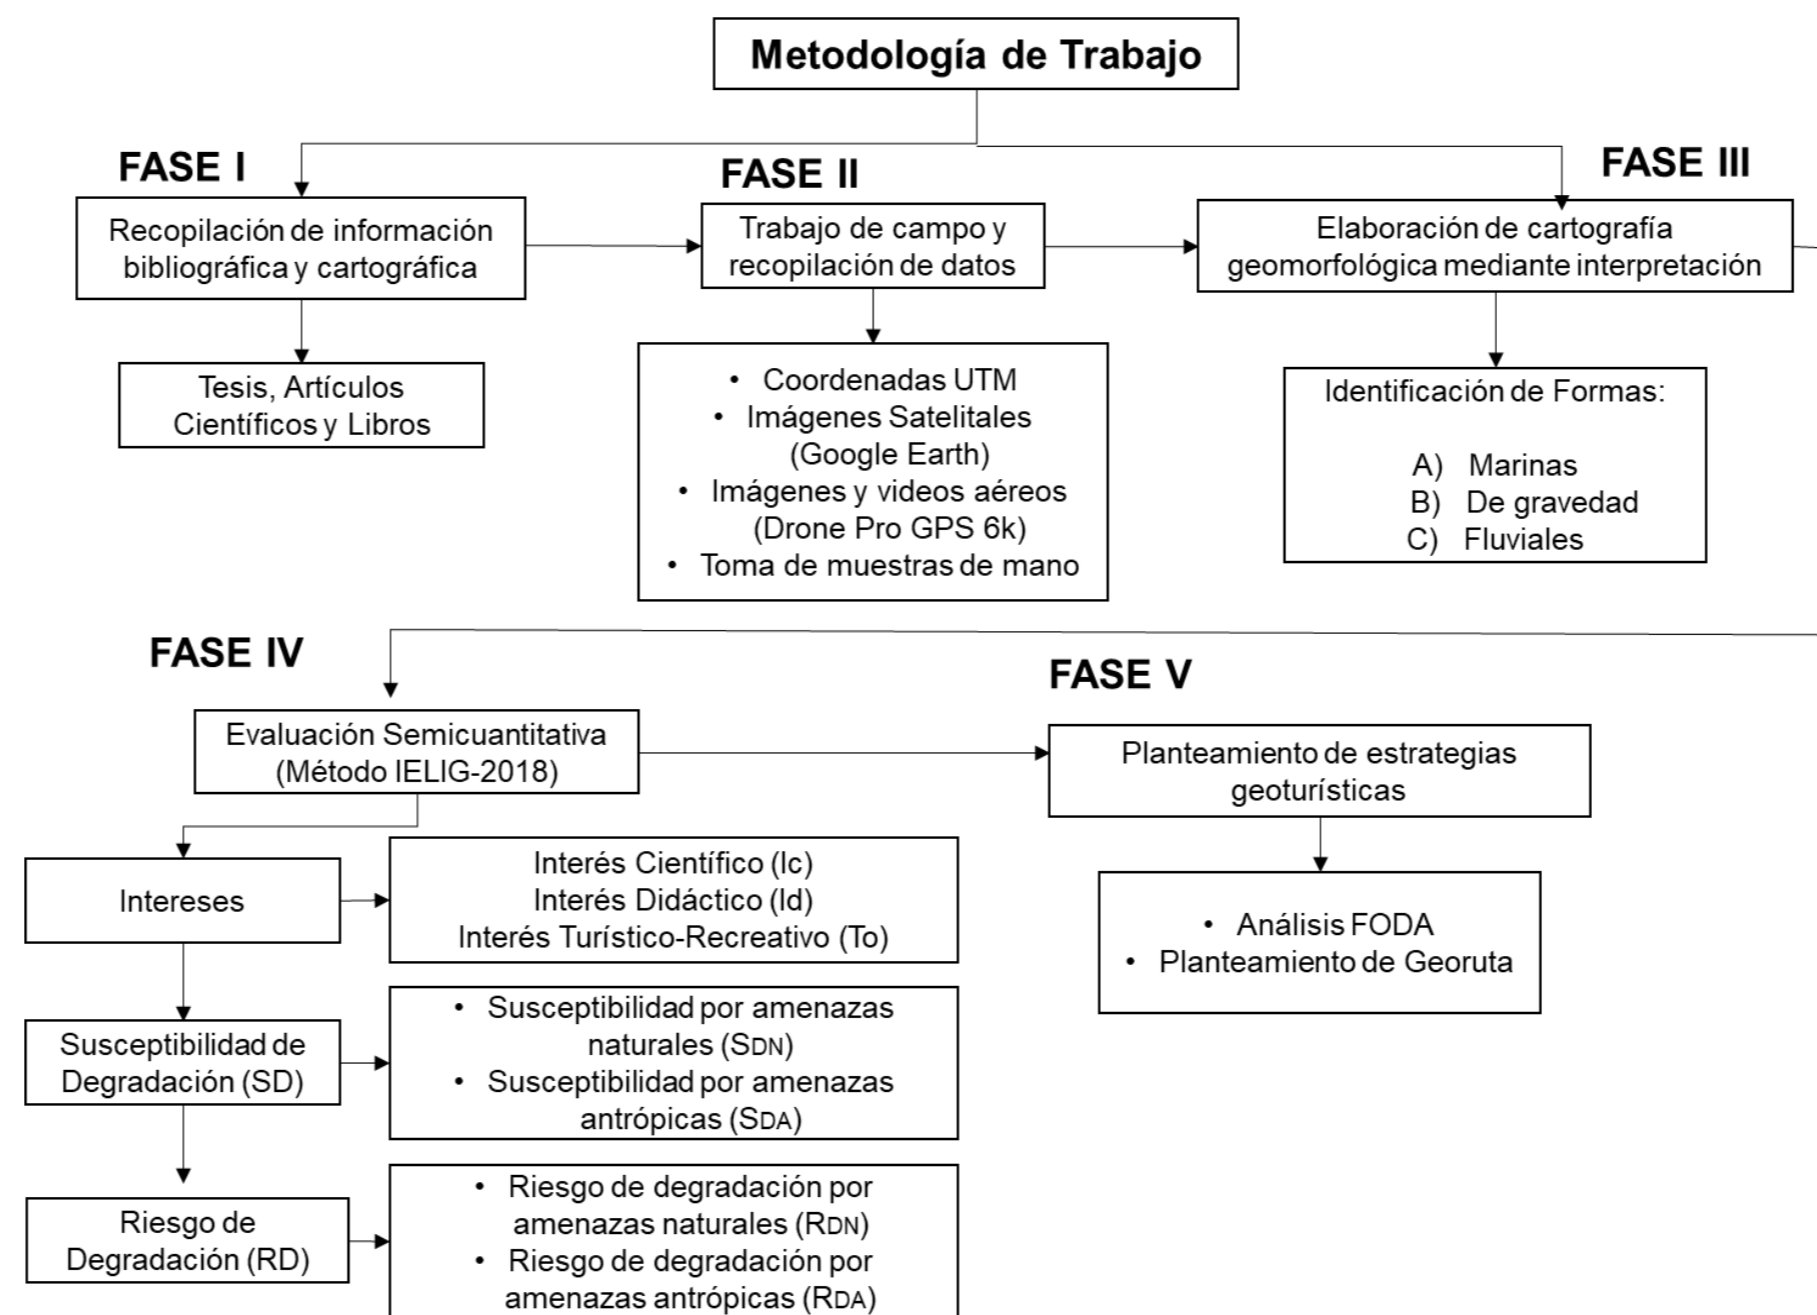 Metodología de Trabajo
FASE I
Recopilación de información
bibliográfica y cartográfica
Tesis, Artículos
Científicos y Libros
FASE II
Trabajo de campo y
recopilación de datos
• Coordenadas UTM
• Imágenes Satelitales
(Google Earth)
• Imágenes y videos aéreos
(Drone Pro GPS 6k)
• Toma de muestras de mano
FASE III
Elaboración de cartografía
geomorfológica mediante interpretación
Identificación de Formas:
A) Marinas
B) De gravedad
C) Fluviales
FASE IV
Evaluación Semicuantitativa
(Método IELIG-2018)
Intereses
Interés Científico (Ic)
Interés Didáctico (Id)
Interés Turístico-Recreativo (To)
Susceptibilidad de
Degradación (SD)
• Susceptibilidad por amenazas
naturales (SDN)
• Susceptibilidad por amenazas
antrópicas (SDA)
Riesgo de
Degradación (RD)
• Riesgo de degradación por
amenazas naturales (RDN)
• Riesgo de degradación por
amenazas antrópicas (RDA)
FASE V
Planteamiento de estrategias
geoturísticas
• Análisis FODA
• Planteamiento de Georuta